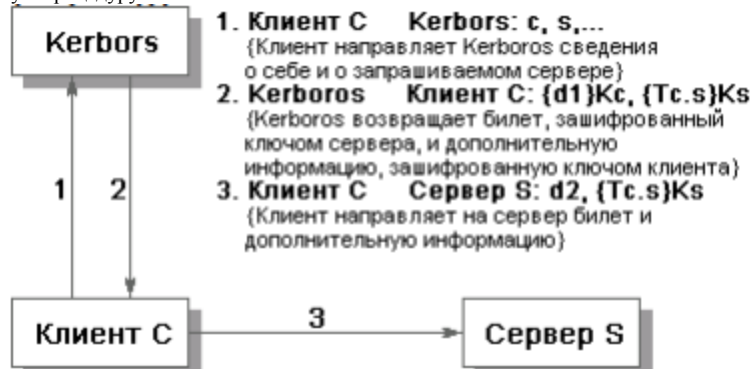 Kerbors
1. Клиент C Kerbors: c, s,...
{Клиент направляет Kerboros сведения
о себе и о запрашиваемом сервере}
2. Kerboros Клиент C: {d1}Kc, {Tc.s}Ks
{Kerboros возвращает билет, зашифрованный
ключом сервера, и дополнительную
информацию, зашифрованную ключом клиента}
3. Клиент C Сервер S: d2, {Tc.s}Ks
{Клиент направляет на сервер билет и
дополнительную информацию}
1 2
3
Клиент C
Сервер S